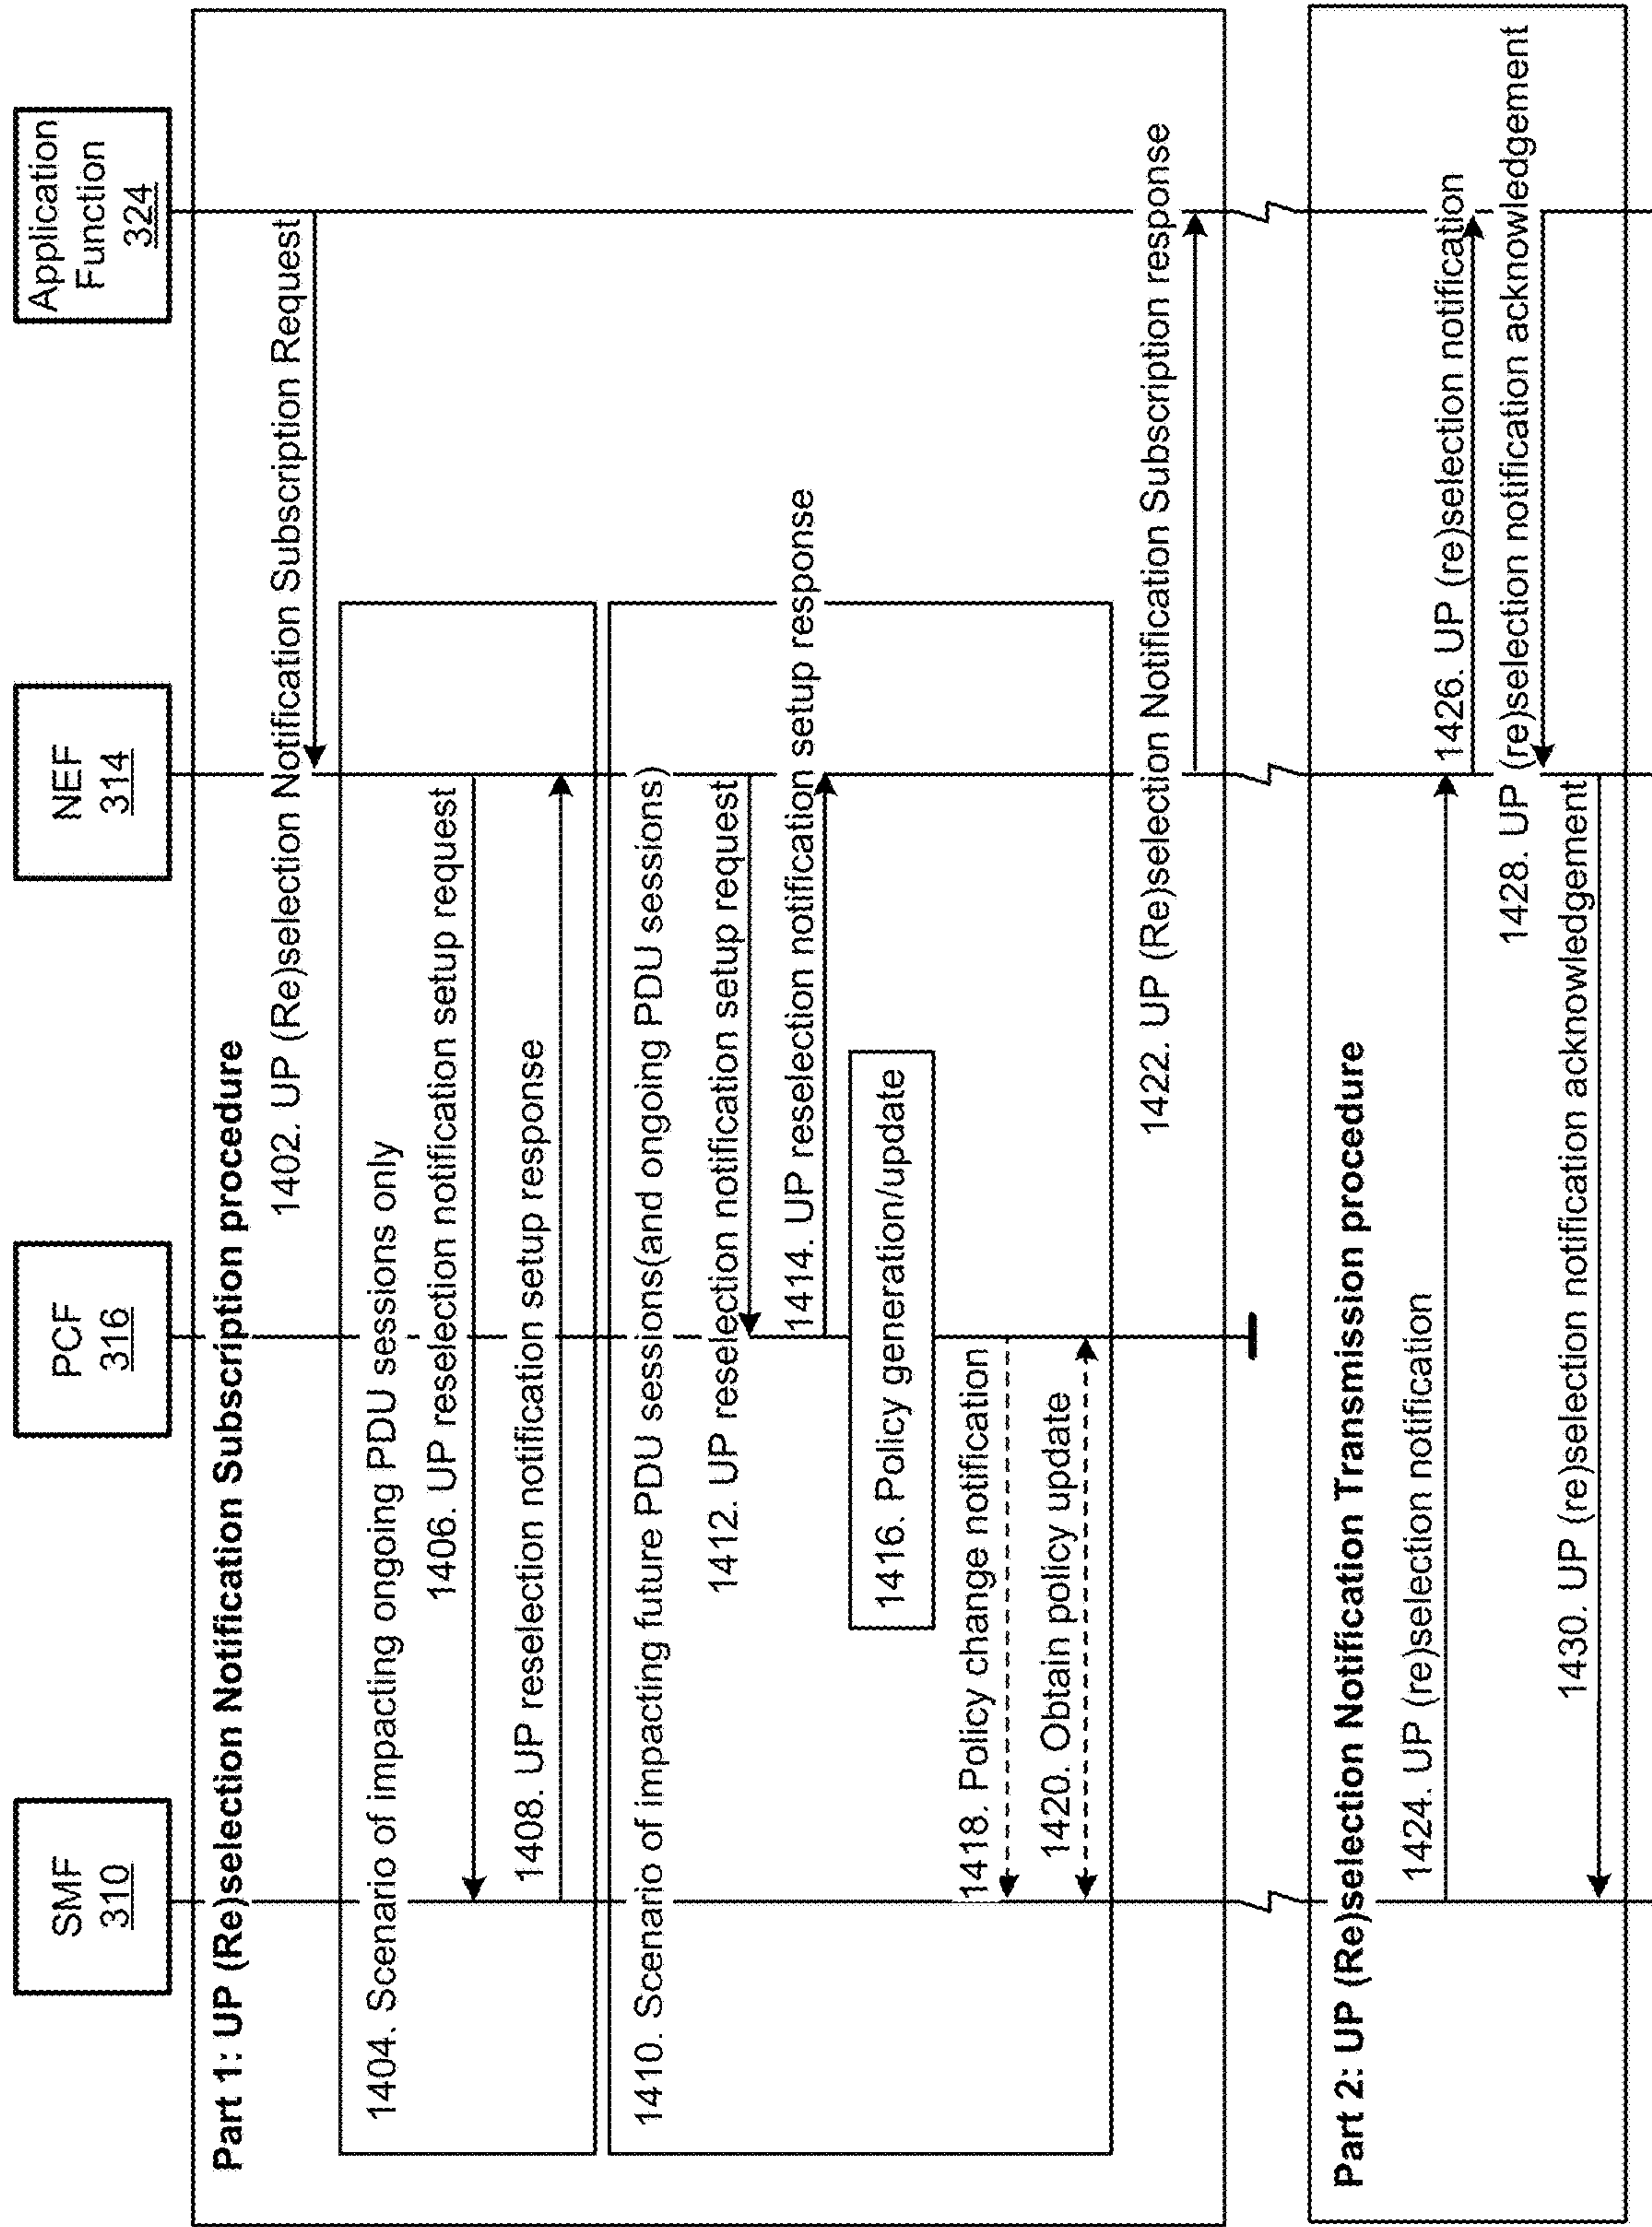 SMF
310
PCF
316
NEF
314
Application
Function
324
Part 1: UP (Re)selection Notification Subscription procedure
1402. UP (Re)selection Notification Subscription Request
1404. Scenario of impacting ongoing PDU sessions only
1406. UP reselection notification setup request
1408. UP reselection notification setup response
1410. Scenario of impacting future PDU sessions(and ongoing PDU sessions)
1412. UP reselection notification setup request
1414. UP reselection notification setup response
1416. Policy generation/update
1418. Policy change notification
1420. Obtain policy update
1422. UP (Re)selection Notification Subscription response
Part 2: UP (Re)selection Notification Transmission procedure
1424. UP (re)selection notification
1426. UP (re)selection notification
1428. UP (re)selection notification acknowledgement
1430. UP (re)selection notification acknowledgement